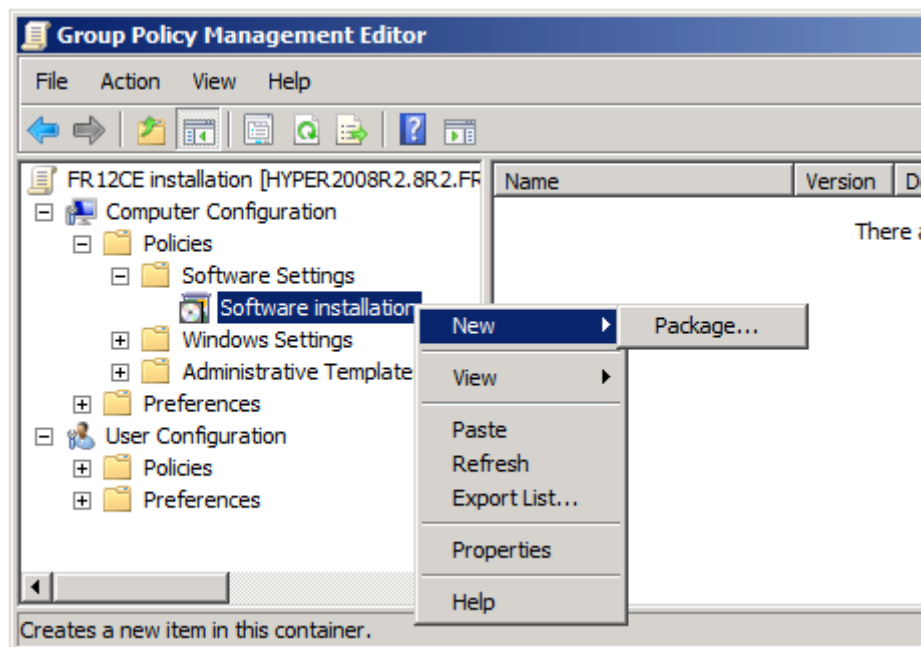 Group Policy Management Editor
File Action View Help
FR12CE installation [HYPER2008R2.8R2.FR
Name Version
Computer Configuration
Policies
There
Software Settings
Software installation
New
Package...
Windows Settings
Administrative Template
View
Preferences
Paste
User Configuration
Refresh
Policies
Export List...
Preferences
Properties
Help
Creates a new item in this container.